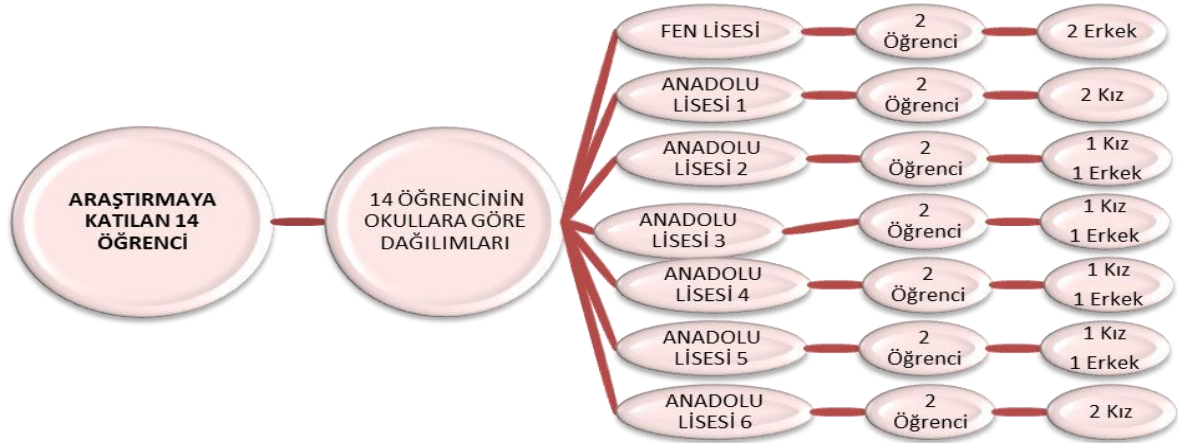 ARAŞTIRMAYA
KATILAN 14
ÖĞRENCİ
14 ÖĞRENCİNİN
OKULLARA GÖRE
DAĞILIMLARI
FEN LİSESİ
2
Öğrenci
2 Erkek
ANADOLU
LİSESİ 1
2
Öğrenci
2 Kız
ANADOLU
LİSESİ 2
2
Öğrenci
1 Kız
1 Erkek
ANADOLU
LİSESİ 3
2
Öğrenci
1 Kız
1 Erkek
ANADOLU
LİSESİ 4
2
Öğrenci
1 Kız
1 Erkek
ANADOLU
LİSESİ 5
2
Öğrenci
1 Kız
1 Erkek
ANADOLU
LİSESİ 6
2
Öğrenci
2 Kız